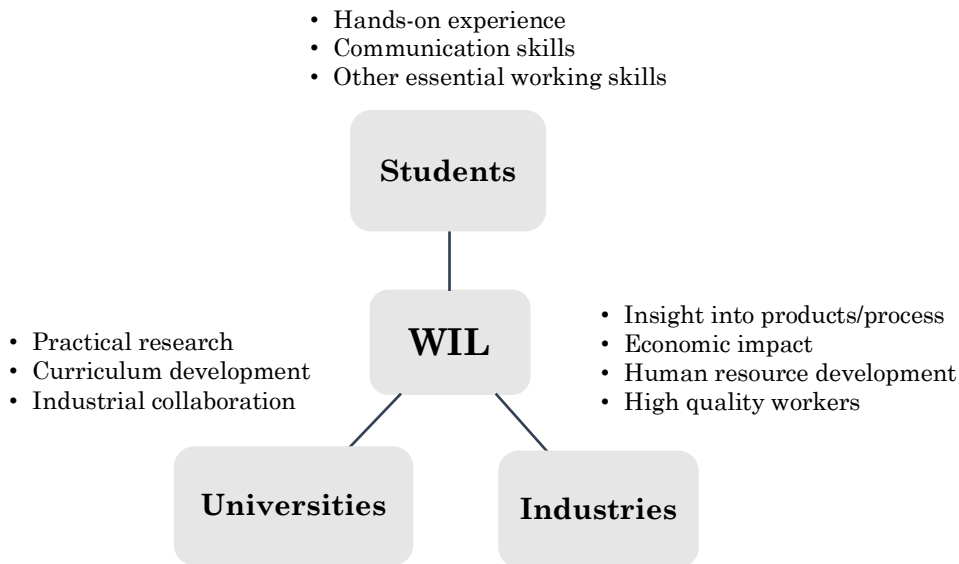 • Hands-on experience
• Communication skills
• Other essential working skills
Students
WIL
• Practical research
• Curriculum development
• Industrial collaboration
• Insight into products/process
• Economic impact
• Human resource development
• High quality workers
Universities
Industries